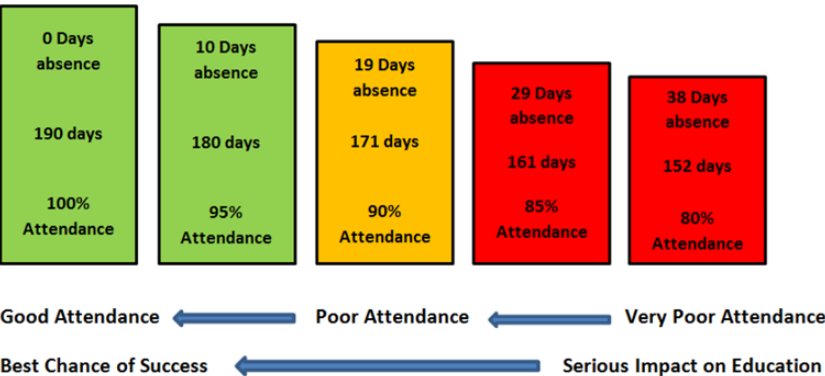 0 Days
absence
190 days
100%
Attendance
10 Days
absence
180 days
95%
Attendance
19 Days
absence
171 days
90%
Attendance
29 Days
absence
161 days
85%
Attendance
38 Days
absence
152 days
80%
Attendance
Good Attendance Poor Attendance Very Poor Attendance
Best Chance of Success Serious Impact on Education